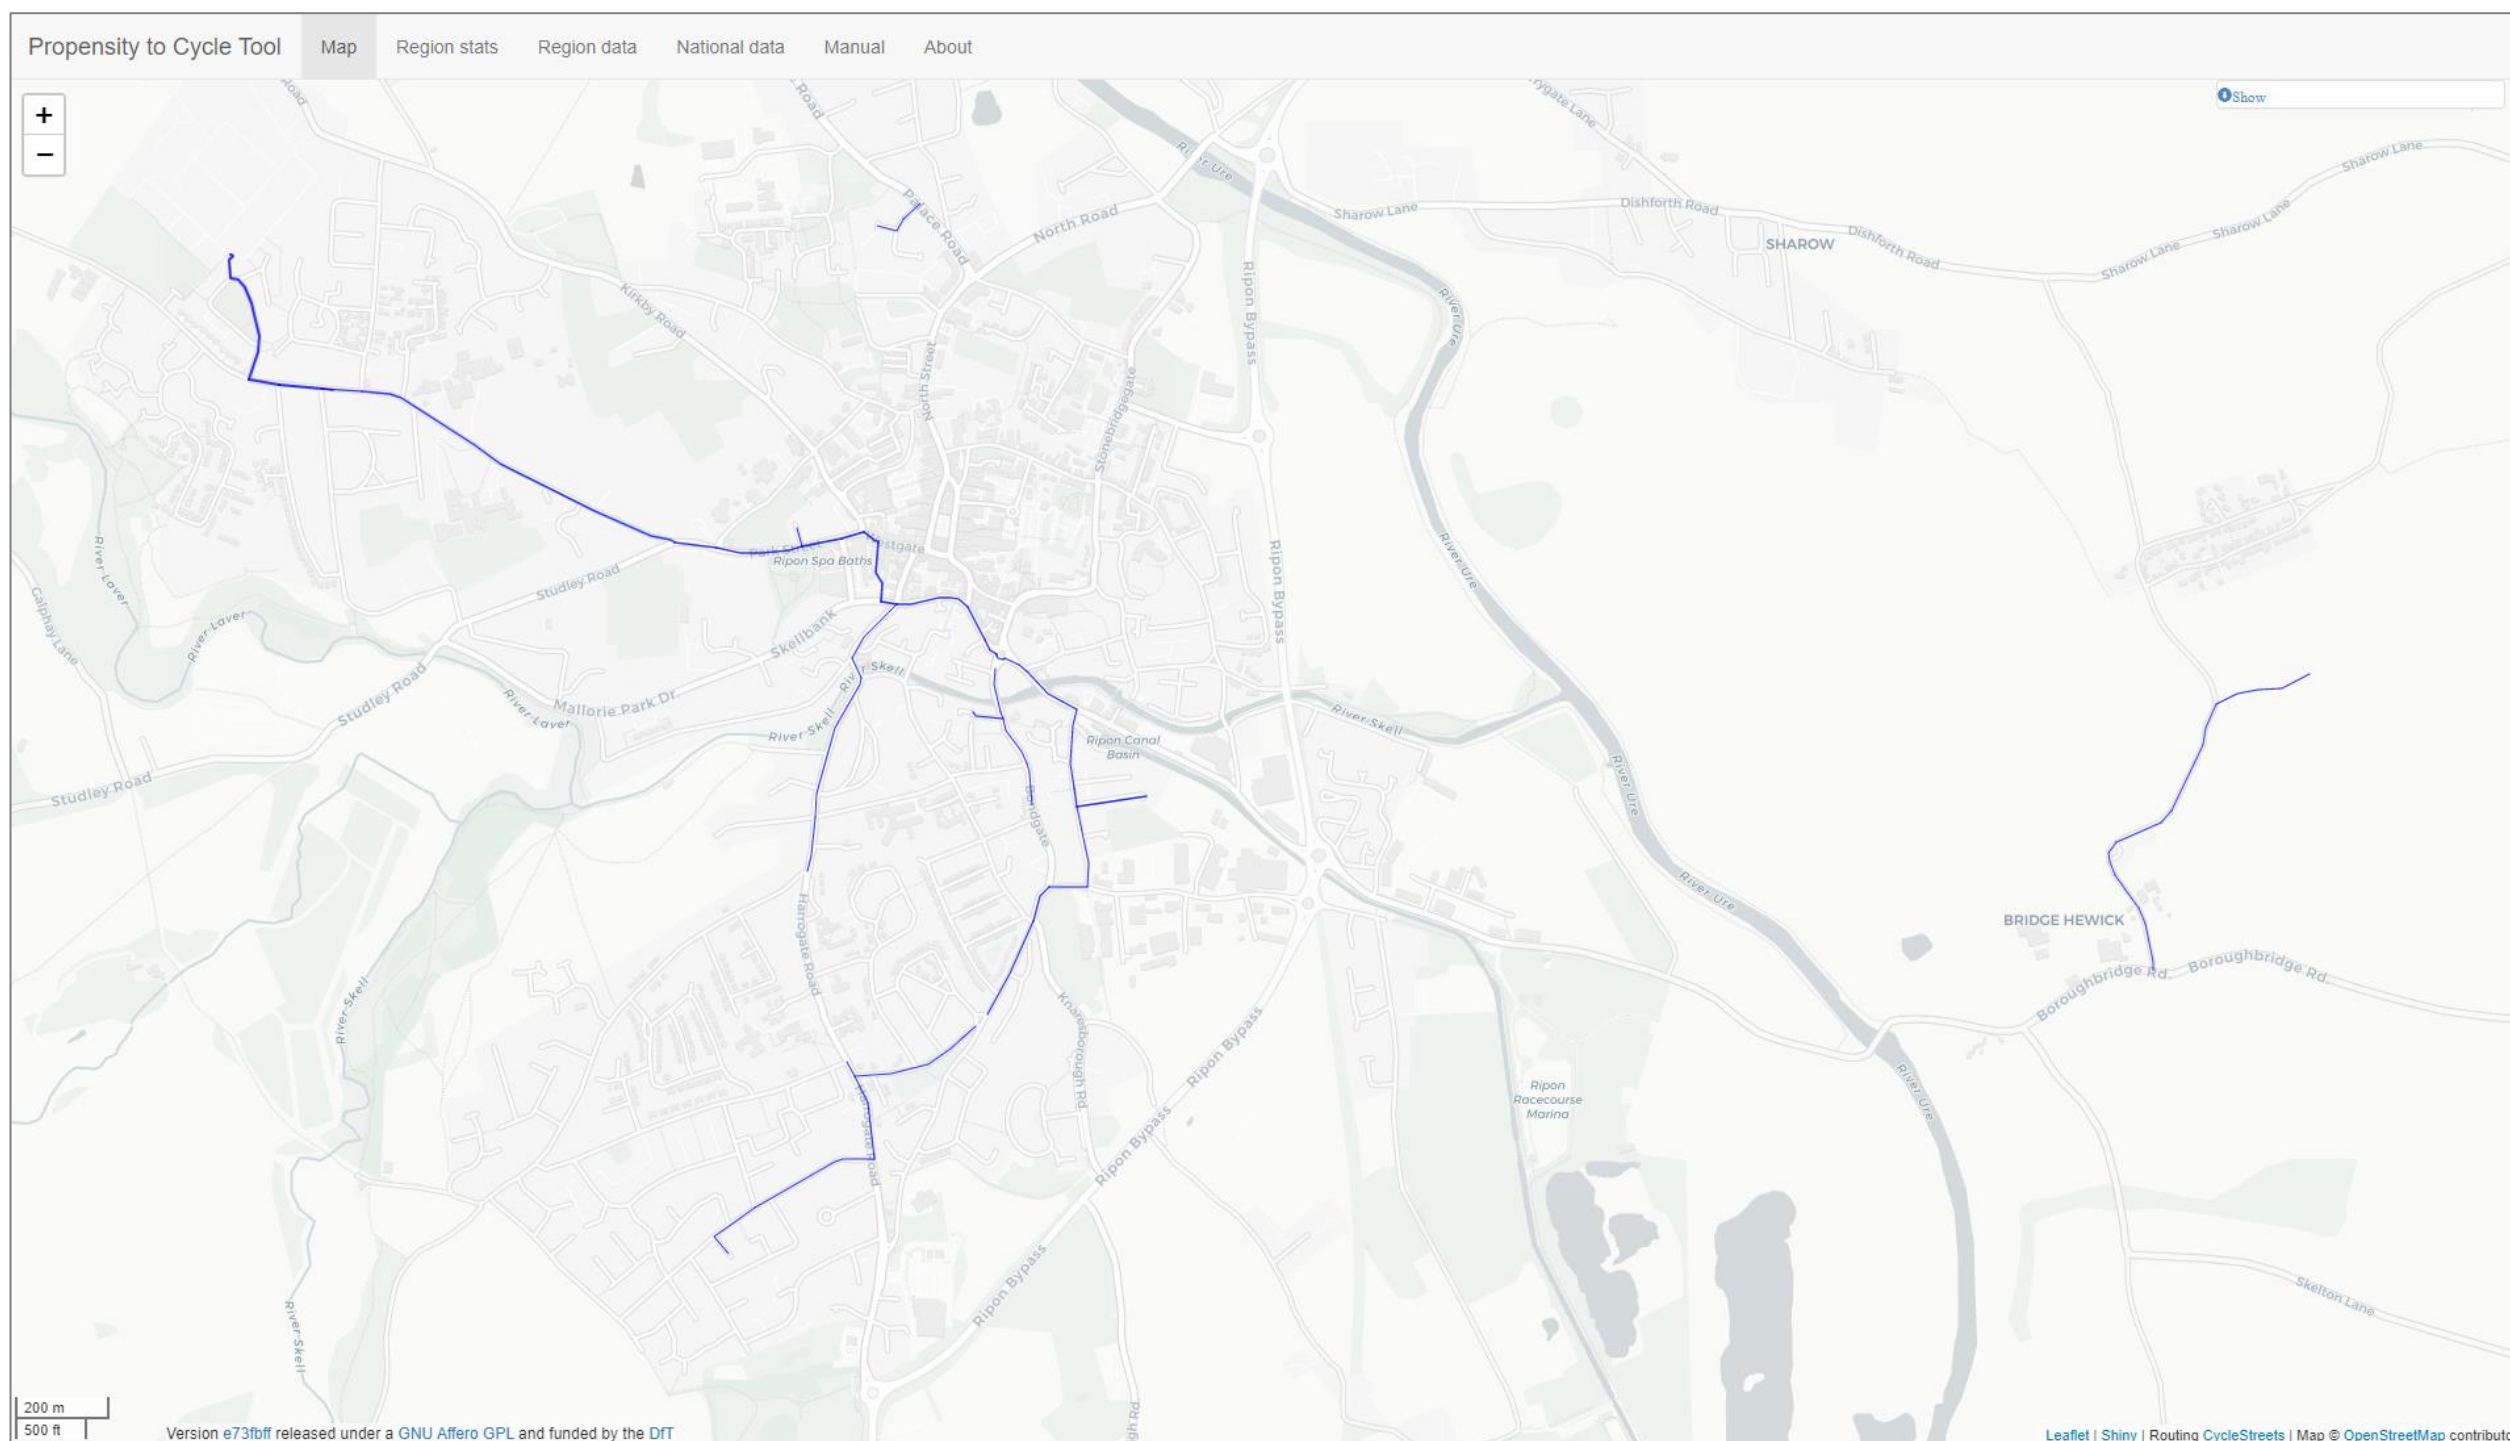 Propensity to Cycle Tool Map Region stats Region data National data Manual About
+
−
Show
Road
Road
Palace Road
North Road
River Ure
Sharow Lane
Dishforth Road
SHAROW
Dishforth Road
Sharow Lane
Sharow Lane
Sharow Lane
Kirkby Road
North Street
Stonebridgegate
Ripon Bypass
River Ure
Park Street
Westgate
Ripon Spa Baths
Studley Road
Skellbank
River Laver
River Laver
Galphay Lane
River Ure
Ripon Bypass
River Skell
Studley Road
River Laver
Mallorie Park Dr
River Skell
Ripon Canal
Basin
River Skell
Studley Road
Bondgate
River Ure
River Ure
Harrogate Road
BRIDGE HEWICK
Boroughbridge Rd
Boroughbridge Rd
River Skell
Knaresborough Rd
Ripon Bypass
Ripon
Racecourse
Marina
River Ure
Harrogate Road
Ripon Bypass
Ripon Bypass
River Skell
Skelton Lane
200 m
500 ft
Version e73fbff released under a GNU Affero GPL and funded by the DfT
Leaflet | Shiny | Routing CycleStreets | Map © OpenStreetMap contributo